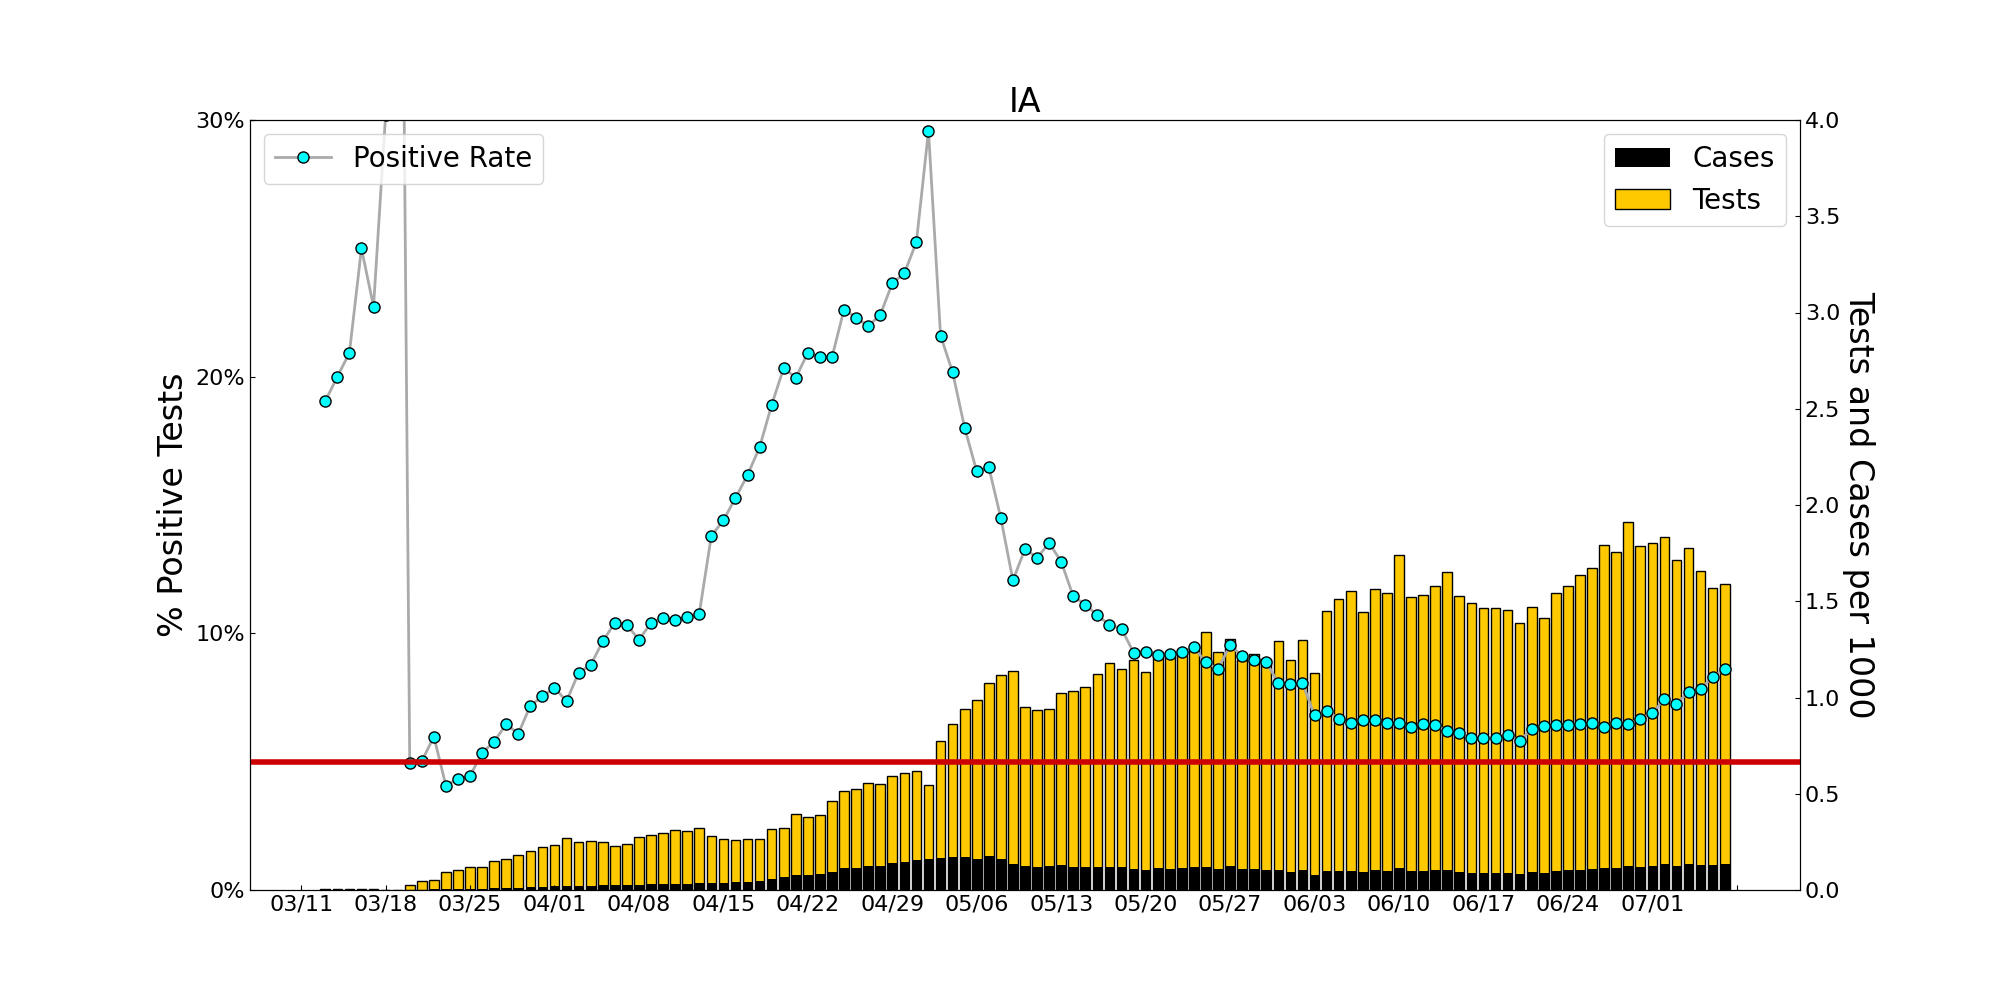 IA
Positive Rate
Cases
Tests
% Positive Tests
30%
20%
10%
0%
4.0
3.5
3.0
2.5
2.0
1.5
1.0
0.5
0.0
Tests and Cases per 1000
03/11 03/18 03/25 04/01 04/08 04/15 04/22 04/29 05/06 05/13 05/20 05/27 06/03 06/10 06/17 06/24 07/01